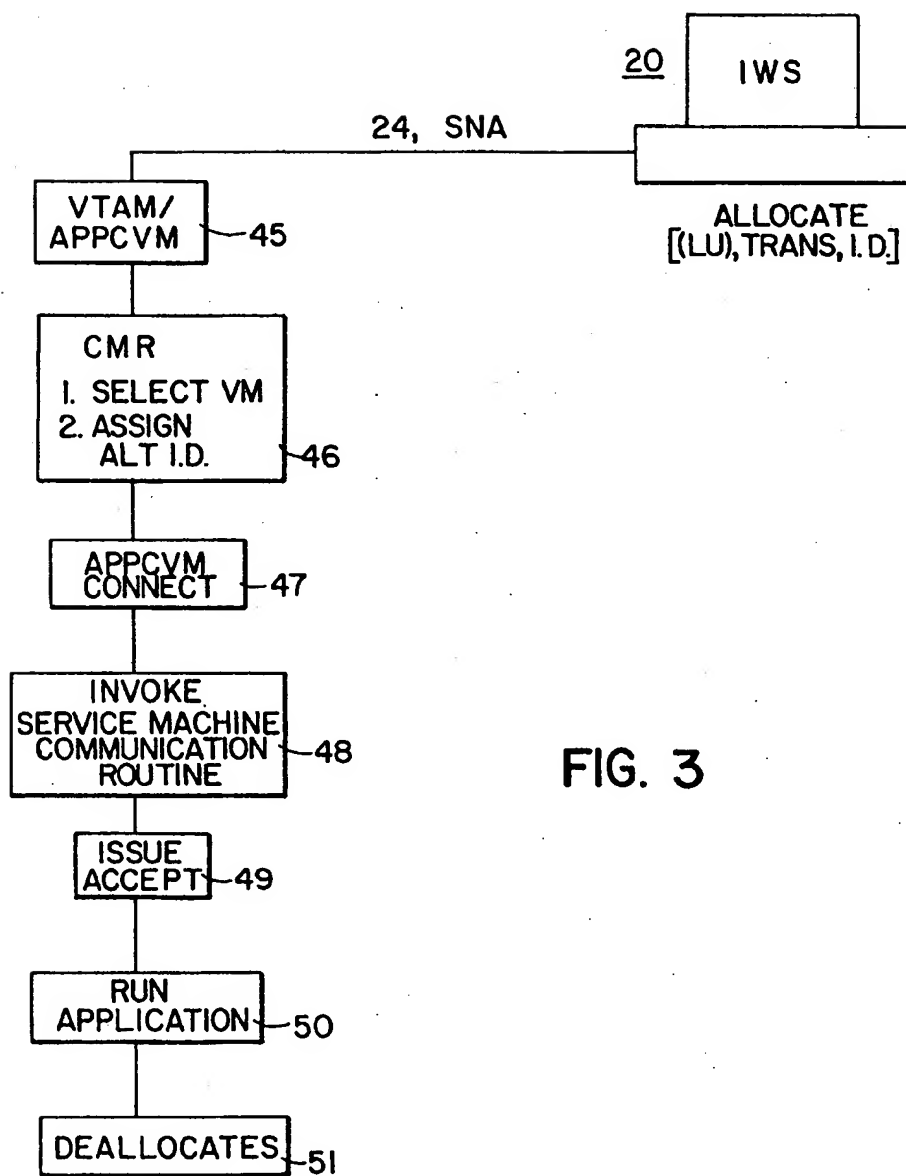 20
IWS
24, SNA
ALLOCATE
[(LU), TRANS, I.D.]
VTAM/
APPCVM
45
CMR
1. SELECT VM
2. ASSIGN
ALT I.D.
46
APPCVM
CONNECT
47
INVOKE
SERVICE MACHINE
COMMUNICATION
ROUTINE
48
FIG. 3
ISSUE
ACCEPT
49
RUN
APPLICATION
50
DEALLOCATES
51